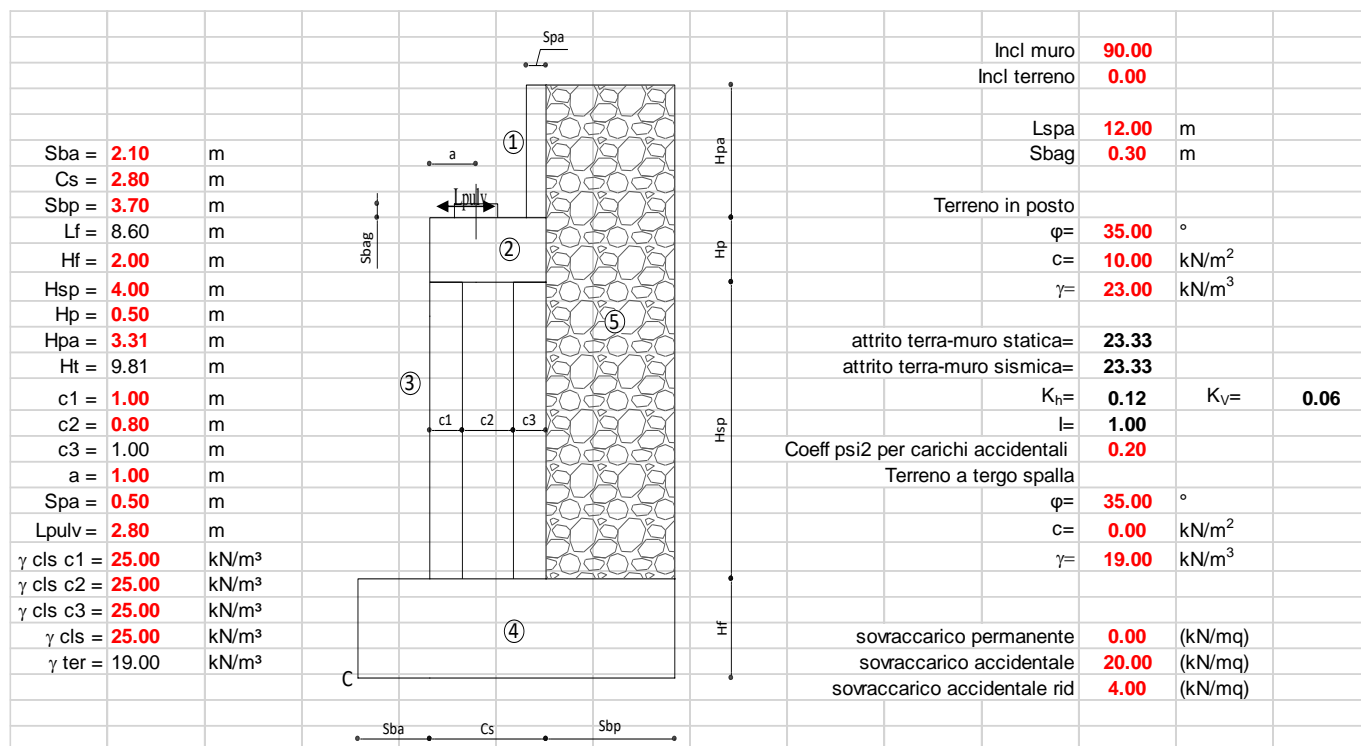 Spa
Incl muro 90.00
Incl terreno 0.00
Lspa 12.00 m
Sbag 0.30 m
Sba = 2.10 m
Cs = 2.80 m
Sbp = 3.70 m
Lf = 8.60 m
Hf = 2.00 m
Hsp = 4.00 m
Hp = 0.50 m
Hpa = 3.31 m
Ht = 9.81 m
c1 = 1.00 m
c2 = 0.80 m
c3 = 1.00 m
a = 1.00 m
Spa = 0.50 m
Lpulv = 2.80 m
γ cls c1 = 25.00 kN/m³
γ cls c2 = 25.00 kN/m³
γ cls c3 = 25.00 kN/m³
γ cls = 25.00 kN/m³
γ ter = 19.00 kN/m³
a
Lpulv
Sbag
①
②
③
④
⑤
c1 c2 c3
Hpa
Hp
Hsp
Hf
C
Sba Cs Sbp
Terreno in posto
φ= 35.00 °
c= 10.00 kN/m²
γ= 23.00 kN/m³
attrito terra-muro statica= 23.33
attrito terra-muro sismica= 23.33
Kh= 0.12 KV= 0.06
I= 1.00
Coeff psi2 per carichi accidentali 0.20
Terreno a tergo spalla
φ= 35.00 °
c= 0.00 kN/m²
γ= 19.00 kN/m³
sovraccarico permanente 0.00 (kN/mq)
sovraccarico accidentale 20.00 (kN/mq)
sovraccarico accidentale rid 4.00 (kN/mq)